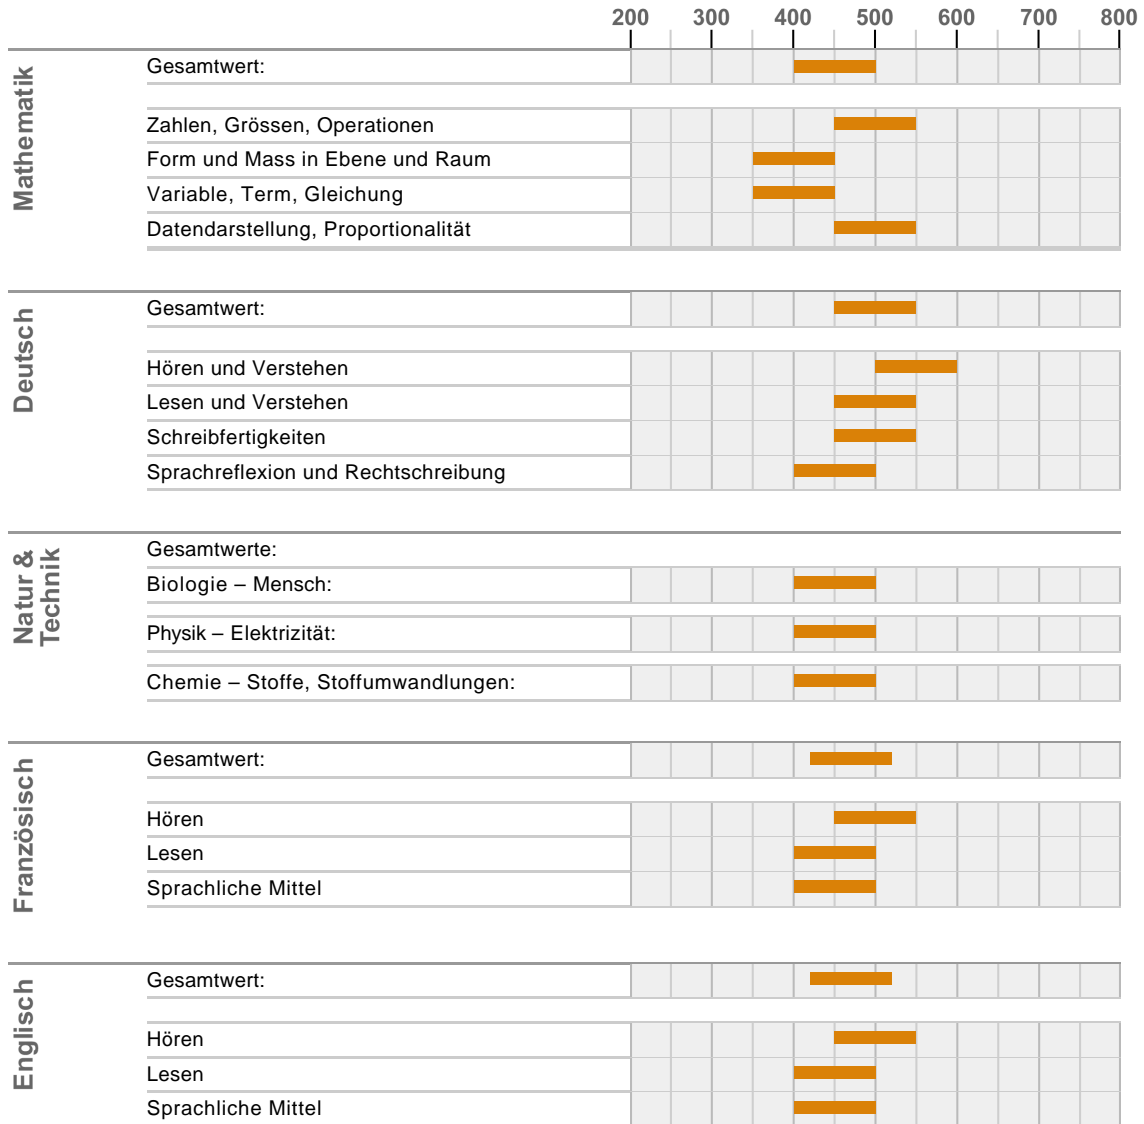 200 300 400 500 600 700 800
Mathematik
Gesamtwert:
Zahlen, Grössen, Operationen
Form und Mass in Ebene und Raum
Variable, Term, Gleichung
Datendarstellung, Proportionalität
Deutsch
Gesamtwert:
Hören und Verstehen
Lesen und Verstehen
Schreibfertigkeiten
Sprachreflexion und Rechtschreibung
Natur &
Technik
Gesamtwerte:
Biologie – Mensch:
Physik – Elektrizität:
Chemie – Stoffe, Stoffumwandlungen:
Französisch
Gesamtwert:
Hören
Lesen
Sprachliche Mittel
Englisch
Gesamtwert:
Hören
Lesen
Sprachliche Mittel